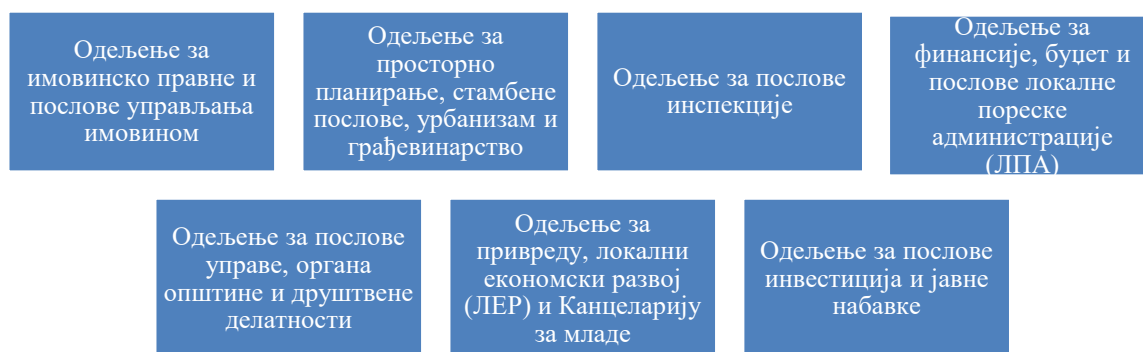 Одељење за
имовинско правне и
послове управљања
имовином
Одељење за
просторно
планирање, стамбене
послове, урбанизам и
грађевинарство
Одељење за послове
инспекције
Одељење за
финансије, буџет и
послове локалне
пореске
администрације
(ЛПА)
Одељење за послове
управе, органа
општине и друштвене
делатности
Одељење за
привреду, локални
економски развој
(ЛЕР) и Канцеларију
за младе
Одељење за послове
инвестиција и јавне
набавке